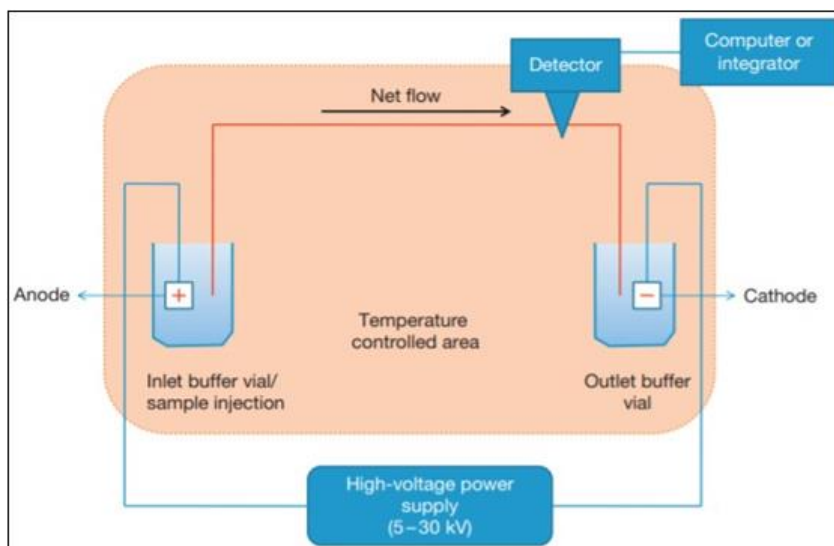 Computer or
integrator
Detector
Net flow
Anode
+
−
Cathode
Temperature
controlled area
Inlet buffer vial/
sample injection
Outlet buffer
vial
High-voltage power
supply
(5–30 kV)